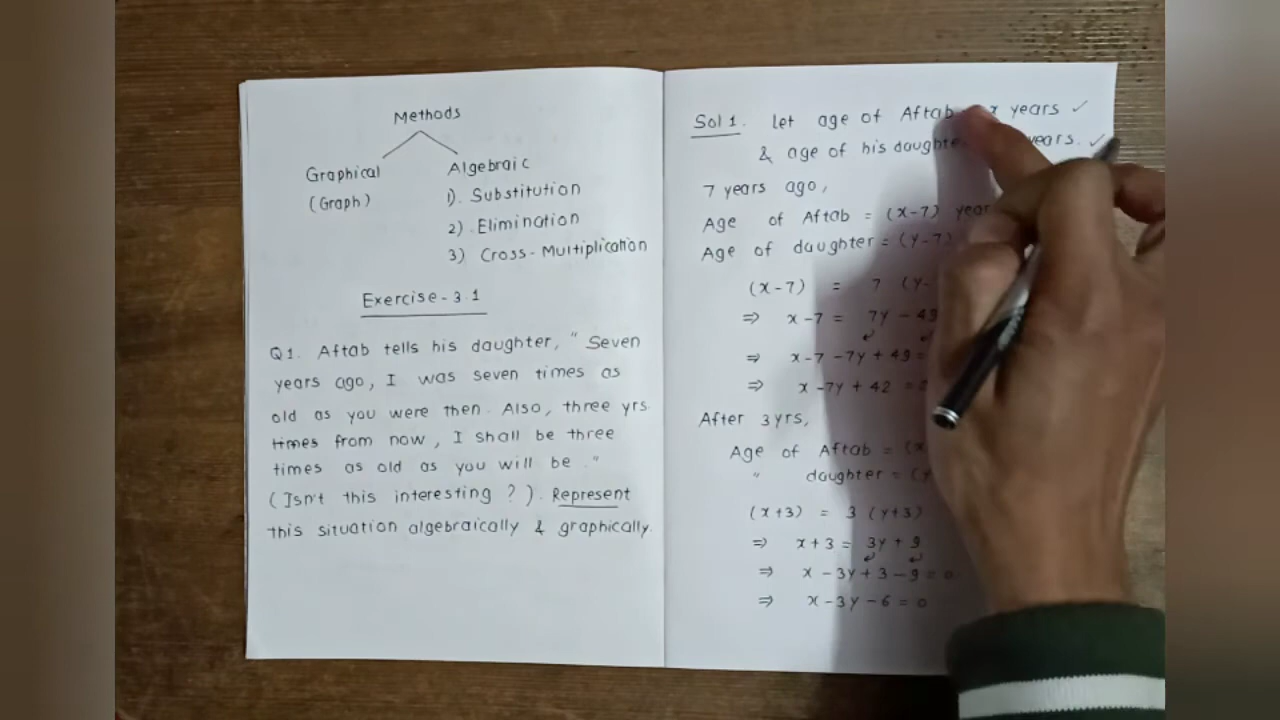 Methods
Graphical
(Graph)
Algebraic
1). Substitution
2). Elimination
3) Cross-Multiplication
Exercise-3.1
Q1. Aftab tells his daughter, "Seven
years ago, I was seven times as
old as you were then. Also, three yrs.
times from now, I shall be three
times as old as you will be."
(Isn't this interesting?). Represent
this situation algebraically & graphically.
Sol 1. let age of Aftab x years ✓
& age of his daughte years. ✓
7 years ago,
Age of Aftab = (x-7) year
Age of daughter = (y-7)
(x-7) = 7 (y-
⇒ x-7 = 7y - 49
⇒ x-7-7y+49=
⇒ x-7y+42 =
After 3yrs,
Age of Aftab = (x
" daughter = (y
(x+3) = 3 (y+3)
⇒ x+3 = 3y+9
⇒ x-3y+3-9=0
⇒ x-3y-6=0